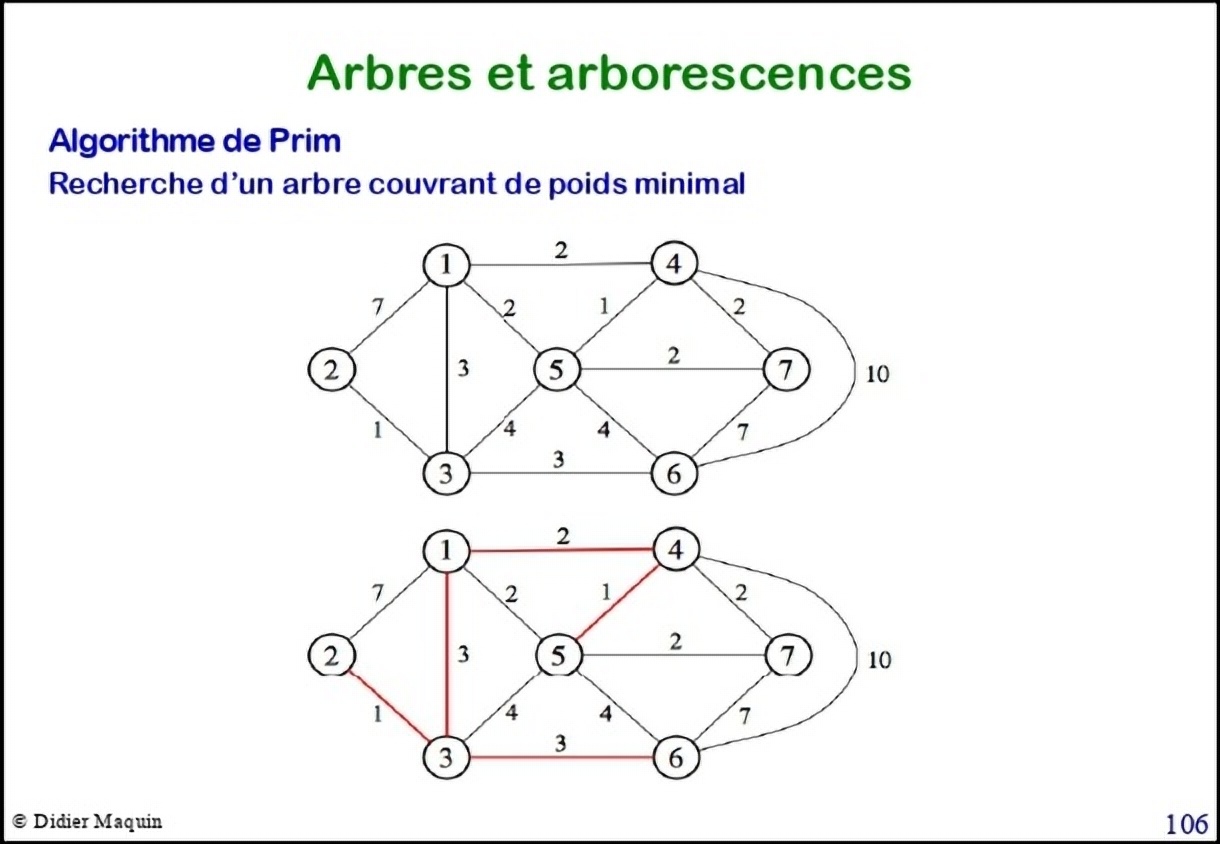 Arbres et arborescences
Algorithme de Prim
Recherche d'un arbre couvrant de poids minimal
2
1 4
7 2 1 2
2 3 5 2 7 10
1 4 4 7
3
3 6
2
1 4
7 2 1 2
2 3 5 2 7 10
1 4 4 7
3
3 6
© Didier Maquin
106